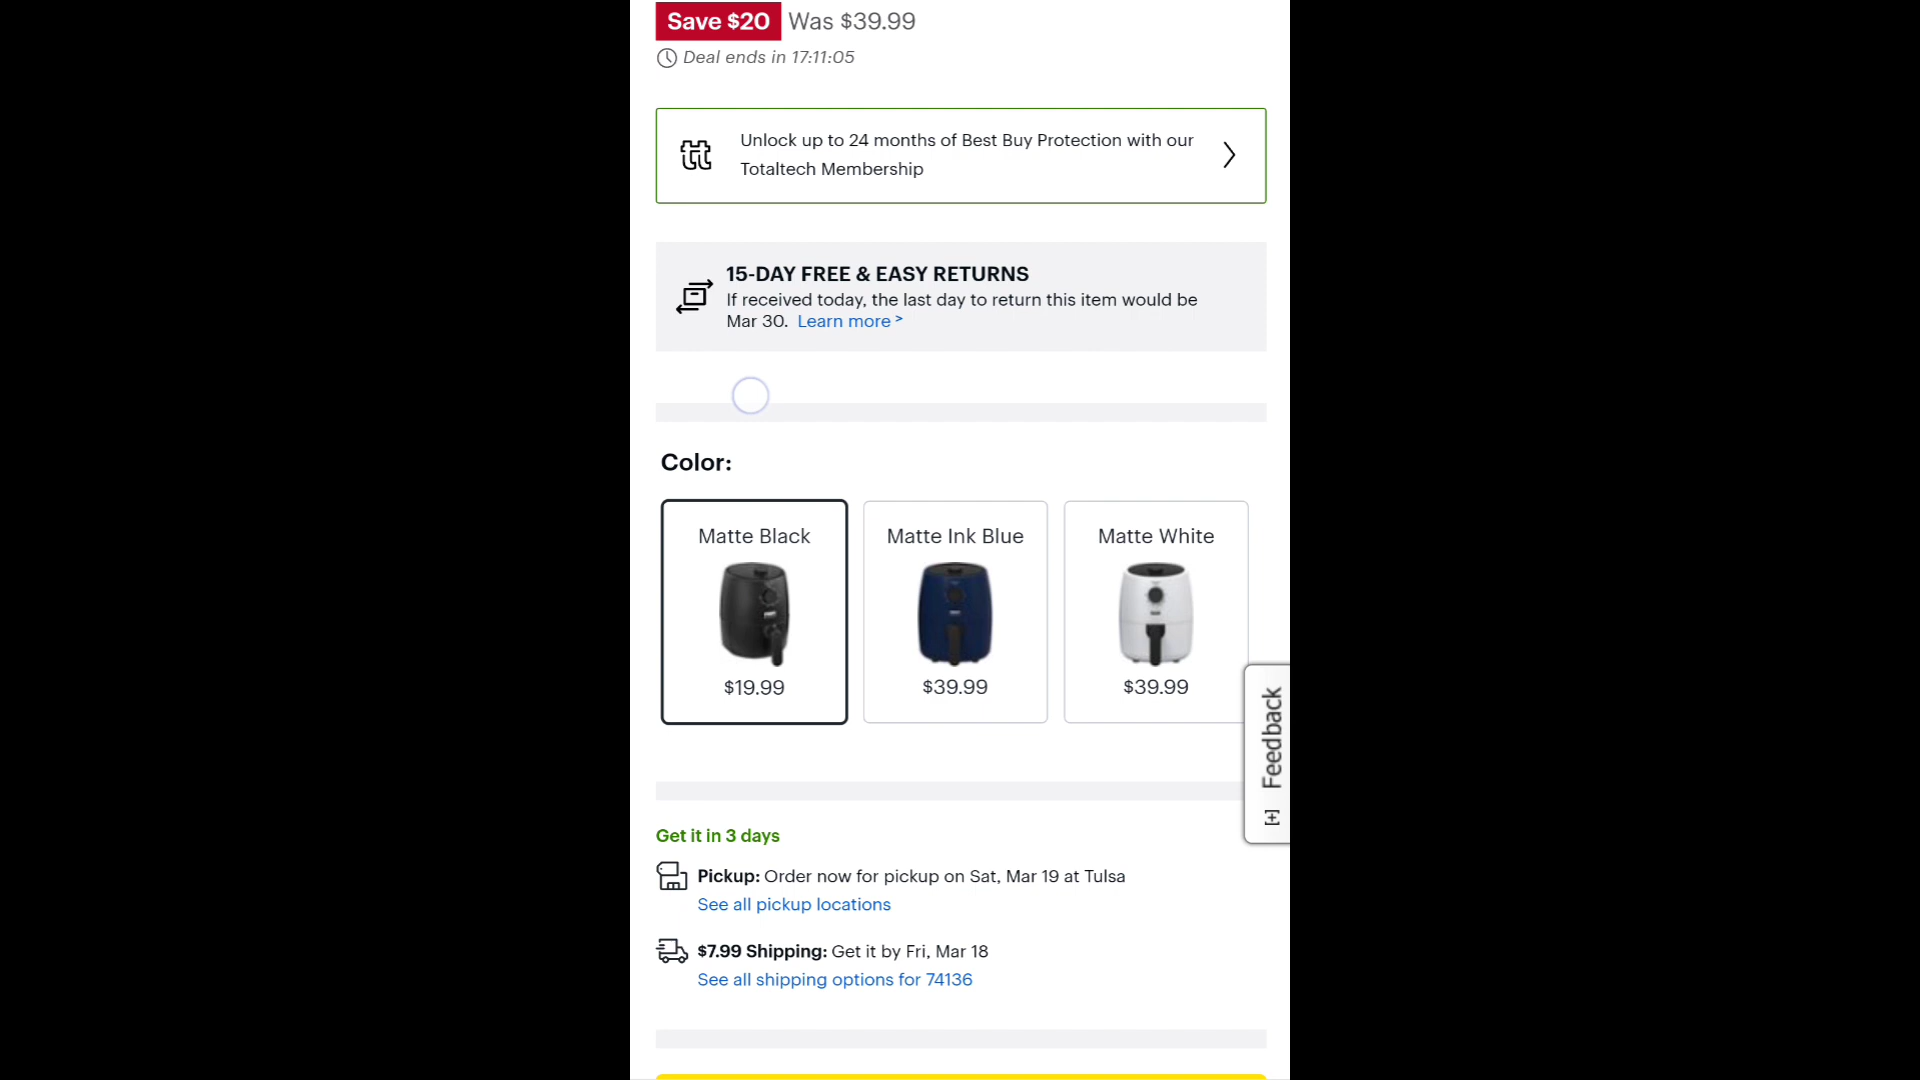 Save $20 Was $39.99
Deal ends in 17:11:05
Unlock up to 24 months of Best Buy Protection with our
Totaltech Membership
15-DAY FREE & EASY RETURNS
If received today, the last day to return this item would be
Mar 30. Learn more >
Color:
Matte Black
$19.99
Matte Ink Blue
$39.99
Matte White
$39.99
[+] Feedback
Get it in 3 days
Pickup: Order now for pickup on Sat, Mar 19 at Tulsa
See all pickup locations
$7.99 Shipping: Get it by Fri, Mar 18
See all shipping options for 74136